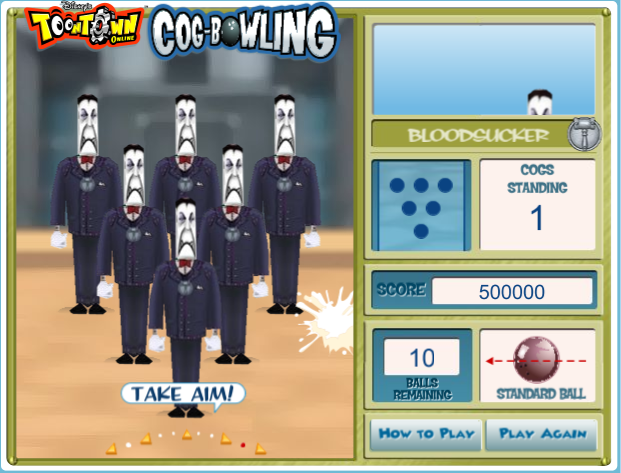 Disney's
TOONTOWN
ONLINE
COG-BOWLING
BLOODSUCKER
COGS
STANDING
1
SCORE 500000
10
BALLS
REMAINING
STANDARD BALL
TAKE AIM!
HOW TO PLAY
PLAY AGAIN